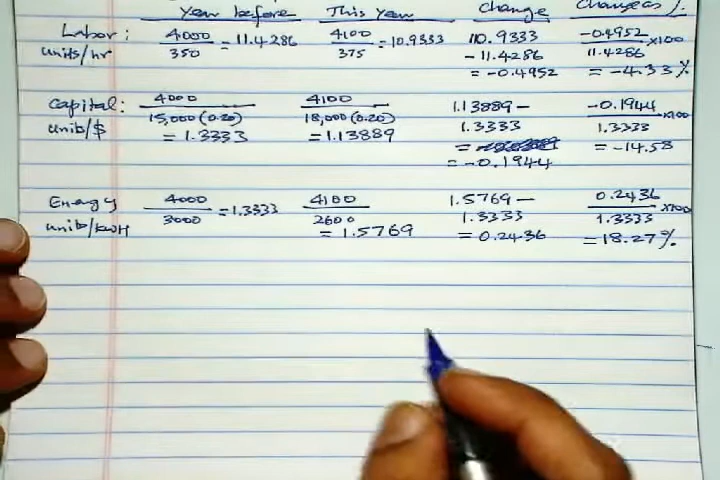 Year before This Year Change Change as %
Labor: 4000 4100 10.9333 -0.4952
units/hr 350 = 11.4286 375 = 10.9333 - 11.4286 11.4286 x100
= -0.4952 = -4.33%
Capital: 4000 4100 1.13889 - -0.1944
units/$ 15,000(0.20) 18,000(0.20) 1.3333 1.3333 x100
= 1.3333 = 1.13889 = -14.58
= -0.1944
Energy 4000 4100 1.5769 - 0.2436
units/kWH 3000 = 1.3333 2600 1.3333 1.3333 x100
= 1.5769 = 0.2436 = 18.27%